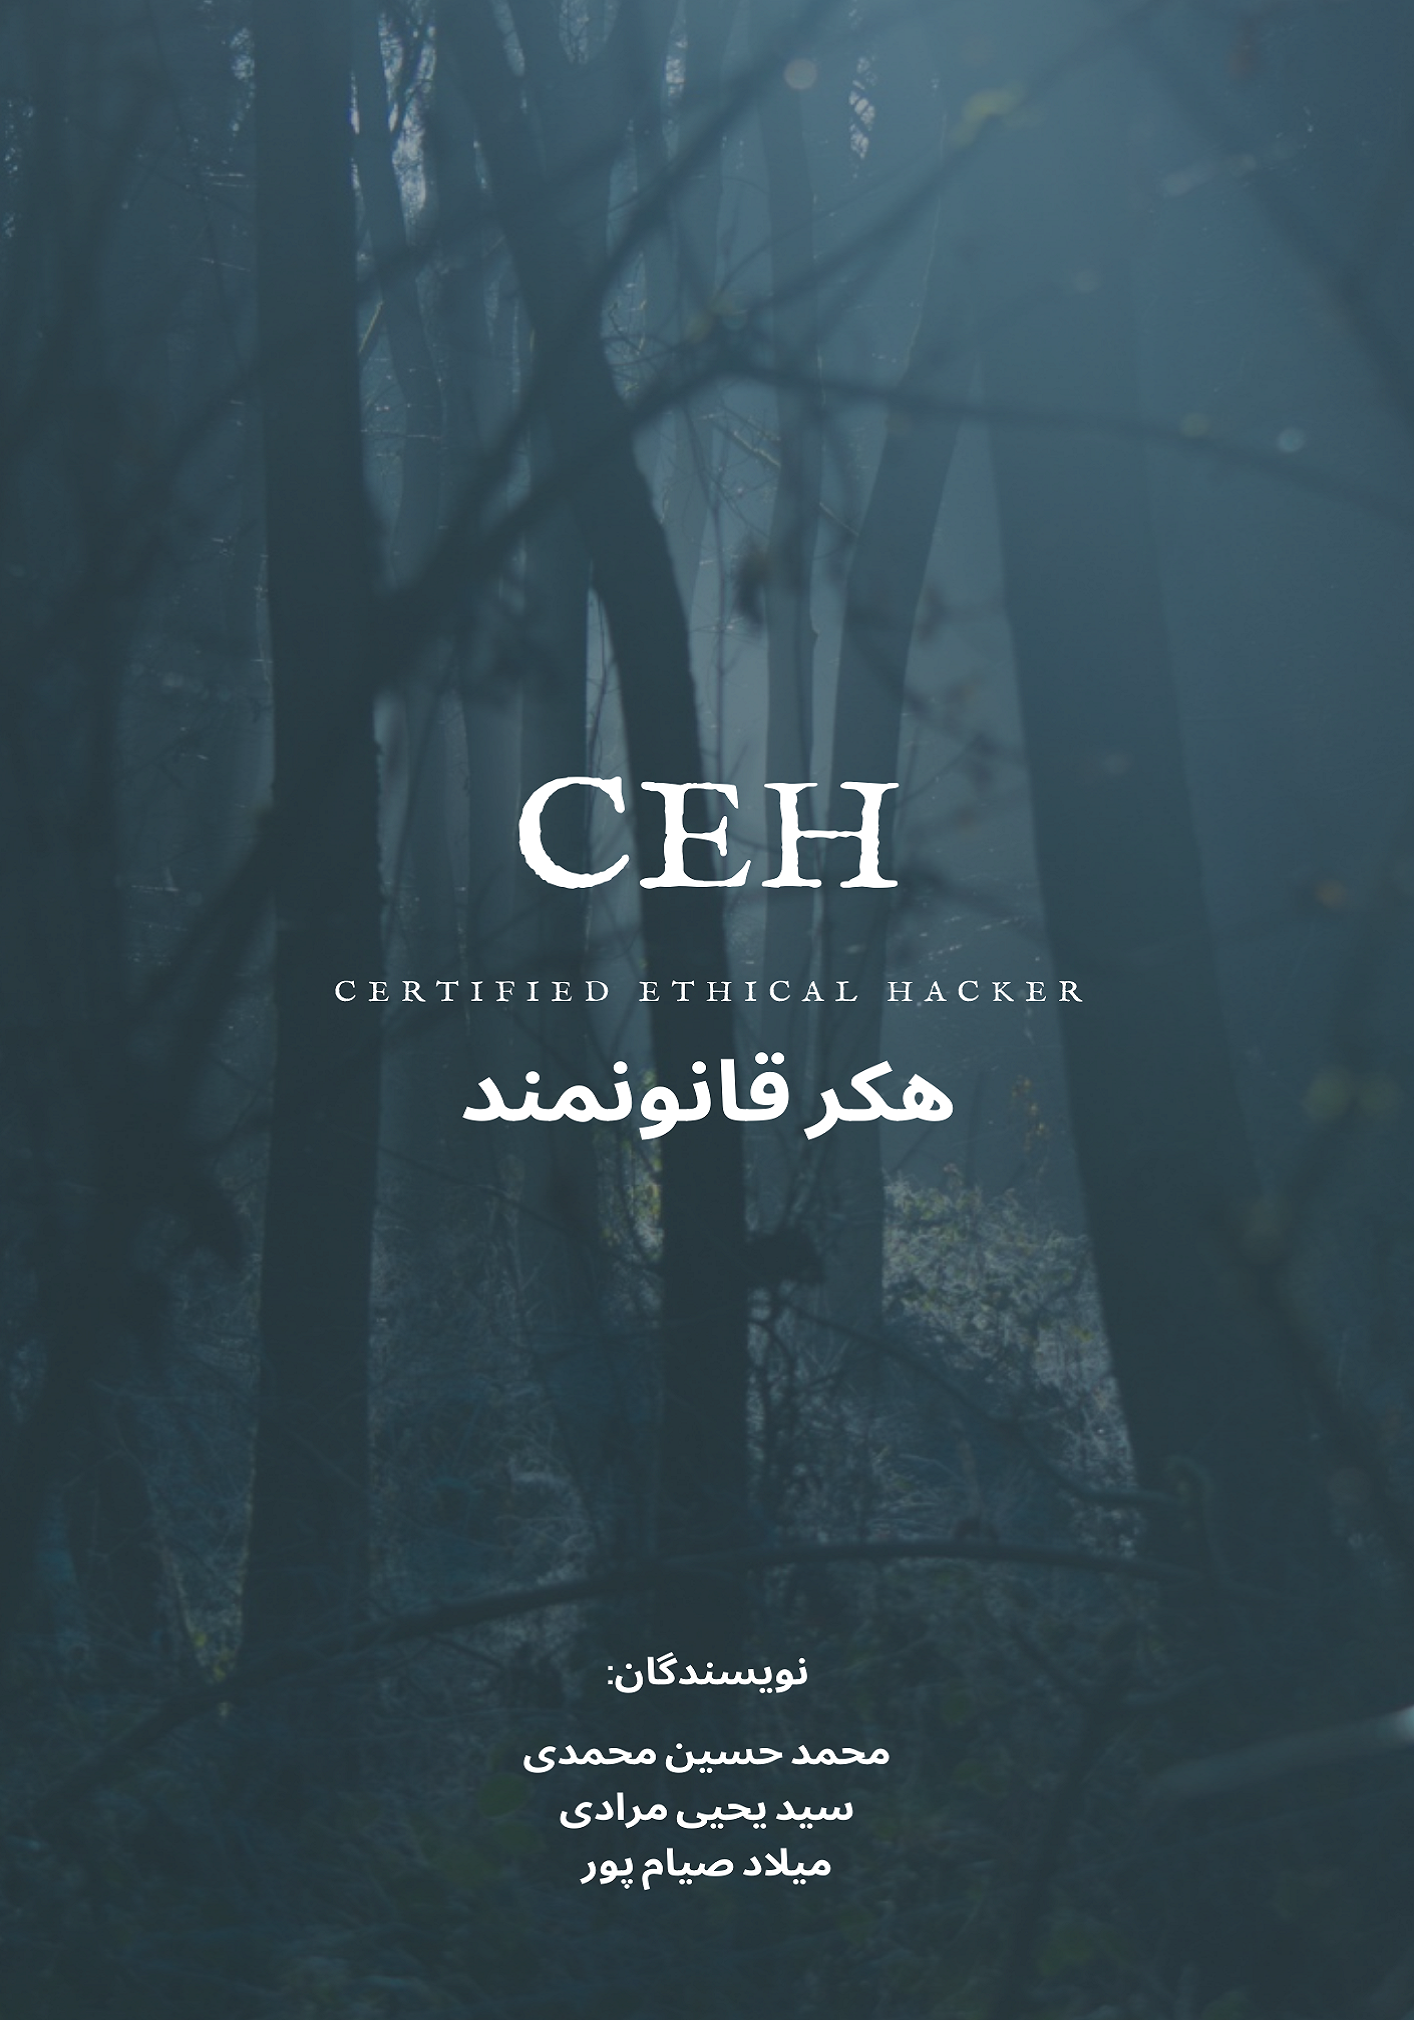 CEH
CERTIFIED ETHICAL HACKER
هکر قانونمند
نویسندگان:
محمد حسین محمدی
سید یحیی مرادی
میلاد صیام پور